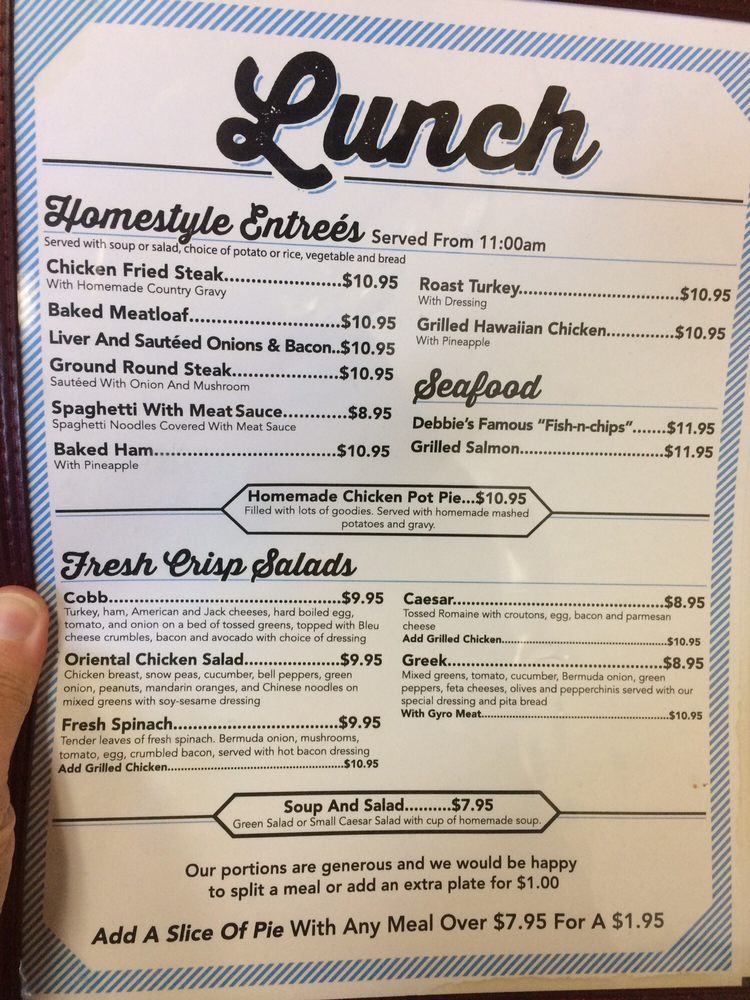 Lunch
Homestyle Entreés Served From 11:00am
Served with soup or salad, choice of potato or rice, vegetable and bread
Chicken Fried Steak...........................$10.95
With Homemade Country Gravy
Baked Meatloaf...........................$10.95
Liver And Sautéed Onions & Bacon..$10.95
Ground Round Steak.....................$10.95
Sautéed With Onion And Mushroom
Spaghetti With Meat Sauce............$8.95
Spaghetti Noodles Covered With Meat Sauce
Baked Ham..................................$10.95
With Pineapple
Roast Turkey................................$10.95
With Dressing
Grilled Hawaiian Chicken.............$10.95
With Pineapple
Seafood
Debbie's Famous "Fish-n-chips".......$11.95
Grilled Salmon..................................$11.95
Homemade Chicken Pot Pie...$10.95
Filled with lots of goodies. Served with homemade mashed
potatoes and gravy.
Fresh Crisp Salads
Cobb...........................................$9.95
Turkey, ham, American and Jack cheeses, hard boiled egg,
tomato, and onion on a bed of tossed greens, topped with Bleu
cheese crumbles, bacon and avocado with choice of dressing
Oriental Chicken Salad..................$9.95
Chicken breast, snow peas, cucumber, bell peppers, green
onion, peanuts, mandarin oranges, and Chinese noodles on
mixed greens with soy-sesame dressing
Fresh Spinach...............................$9.95
Tender leaves of fresh spinach. Bermuda onion, mushrooms,
tomato, egg, crumbled bacon, served with hot bacon dressing
Add Grilled Chicken....................................................$10.95
Caesar.......................................$8.95
Tossed Romaine with croutons, egg, bacon and parmesan
cheese
Add Grilled Chicken.................................................$10.95
Greek........................................$8.95
Mixed greens, tomato, cucumber, Bermuda onion, green
peppers, feta cheeses, olives and pepperchinis served with our
special dressing and pita bread
With Gyro Meat.......................................................$10.95
Soup And Salad..........$7.95
Green Salad or Small Caesar Salad with cup of homemade soup.
Our portions are generous and we would be happy
to split a meal or add an extra plate for $1.00
Add A Slice Of Pie With Any Meal Over $7.95 For A $1.95